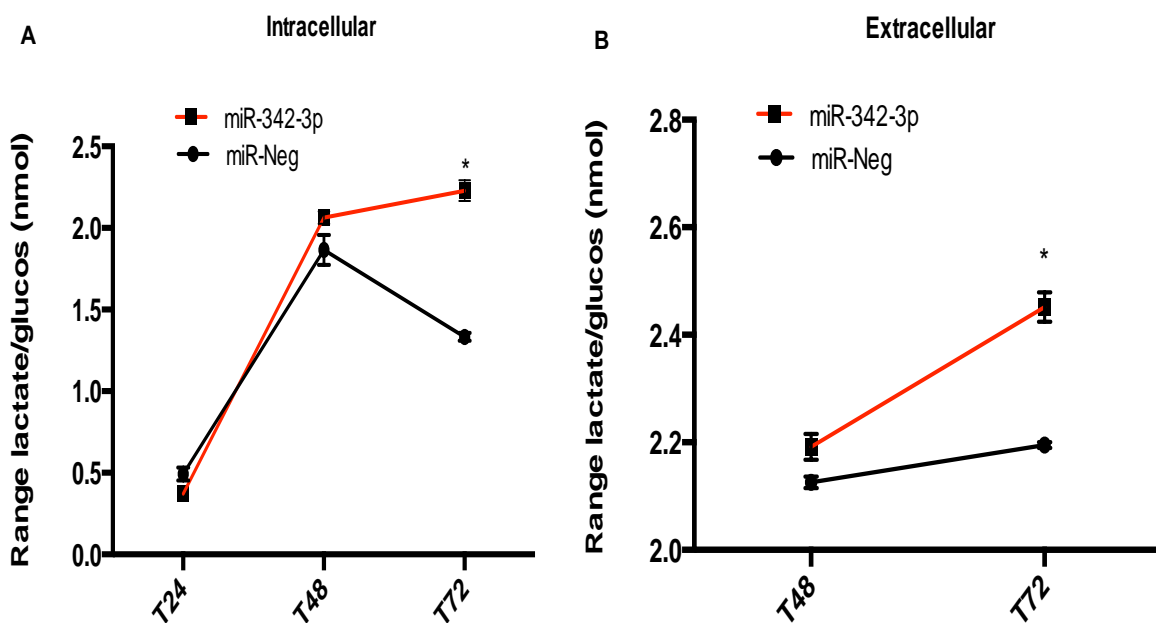 A
Intracellular
miR-342-3p
miR-Neg
Range lactate/glucos (nmol)
2.5
2.0
1.5
1.0
0.5
0.0
*
T24
T48
T72
B
Extracellular
miR-342-3p
miR-Neg
Range lactate/glucos (nmol)
2.8
2.6
2.4
2.2
2.0
*
T48
T72